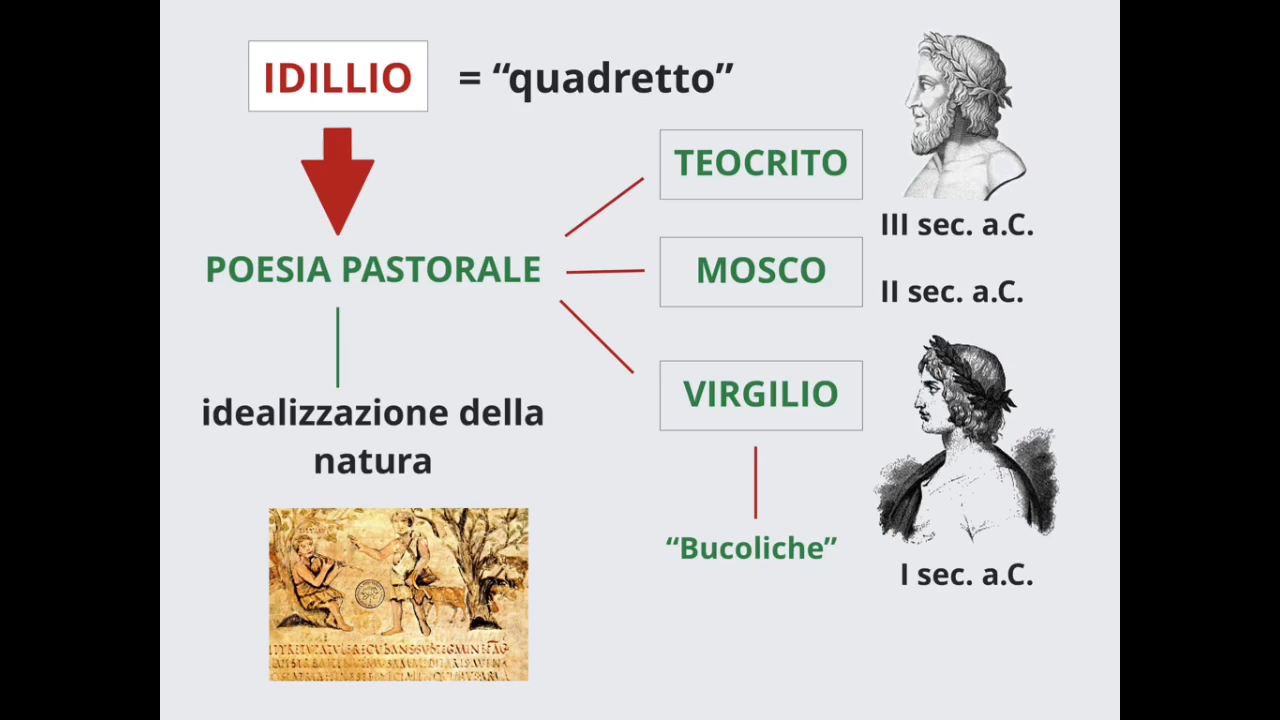 IDILLIO = “quadretto”
TEOCRITO
III sec. a.C.
POESIA PASTORALE
MOSCO
II sec. a.C.
VIRGILIO
idealizzazione della
natura
“Bucoliche”
I sec. a.C.